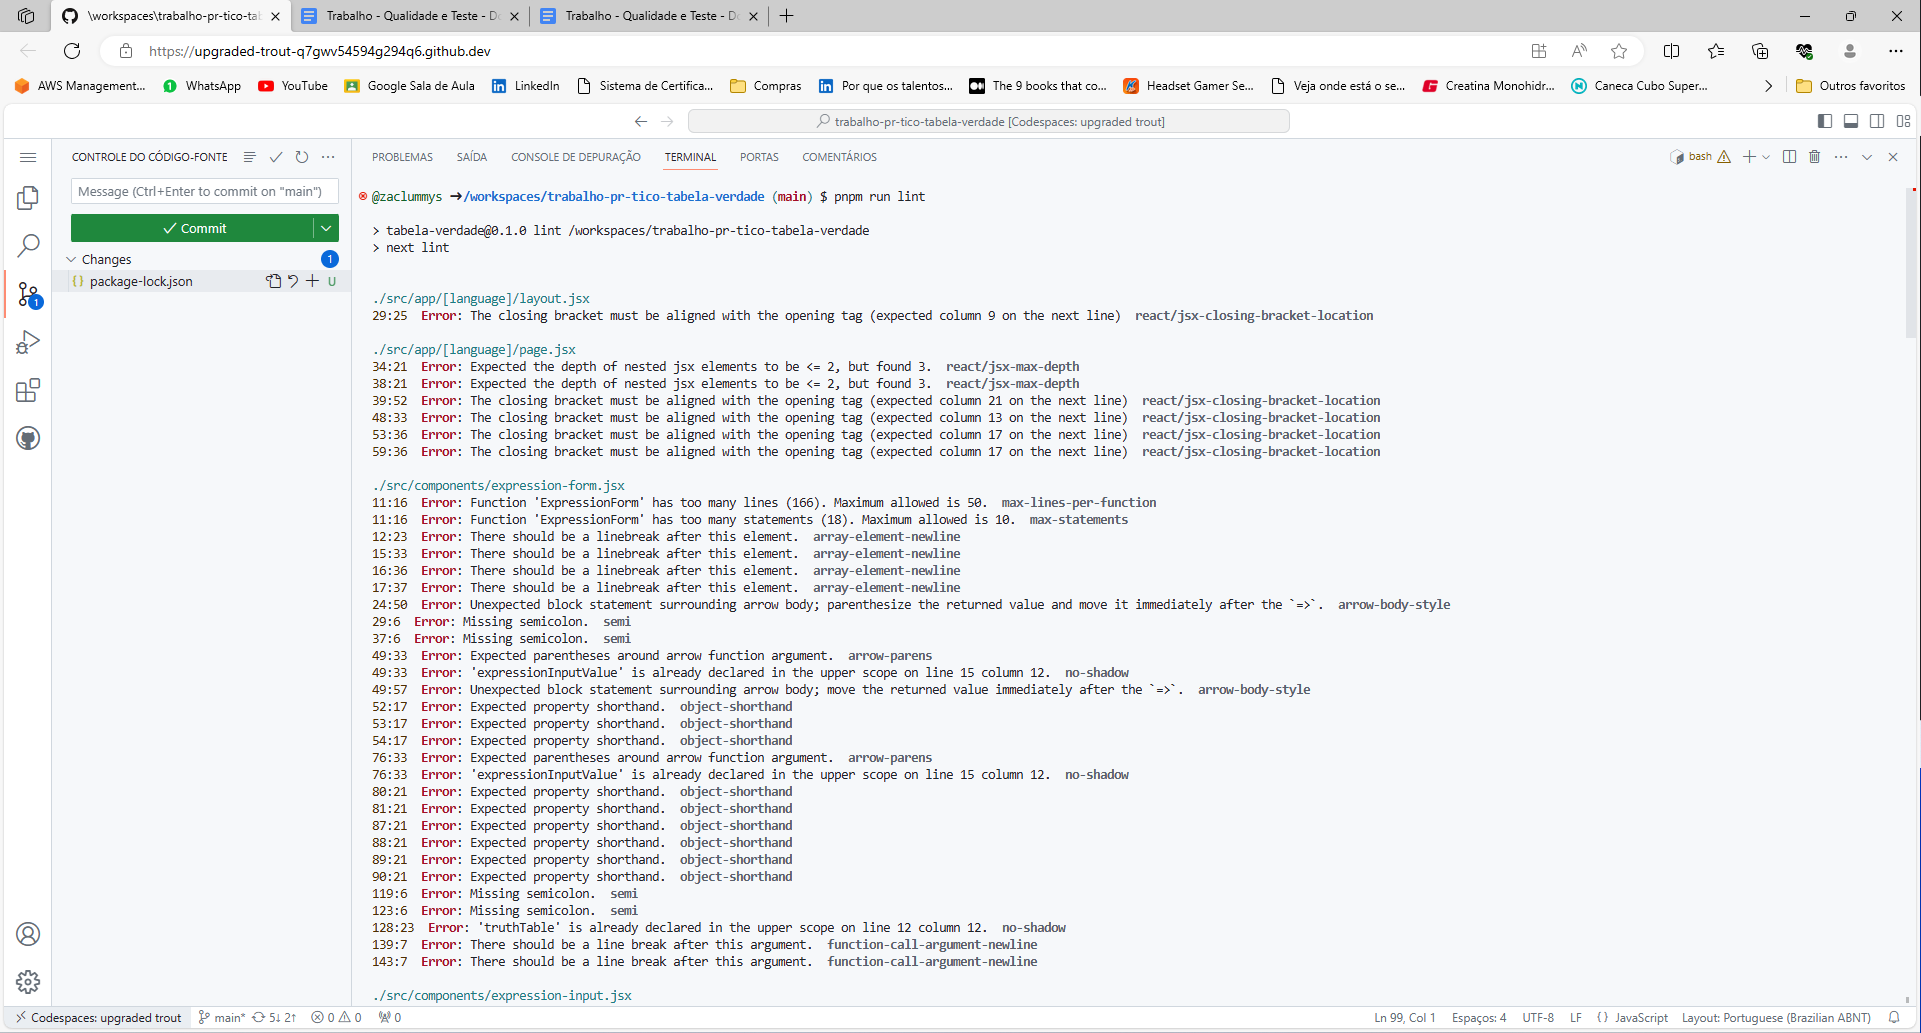 \workspaces\trabalho-pr-tico-tab
Trabalho - Qualidade e Teste - Do
Trabalho - Qualidade e Teste - Do
https://upgraded-trout-q7gwv54594g294q6.github.dev
AWS Management...
WhatsApp
YouTube
Google Sala de Aula
LinkedIn
Sistema de Certifica...
Compras
Por que os talentos...
The 9 books that co...
Headset Gamer Se...
Veja onde está o se...
Creatina Monohidr...
Caneca Cubo Super...
Outros favoritos
trabalho-pr-tico-tabela-verdade [Codespaces: upgraded trout]
CONTROLE DO CÓDIGO-FONTE
PROBLEMAS SAÍDA CONSOLE DE DEPURAÇÃO TERMINAL PORTAS COMENTÁRIOS
bash
Message (Ctrl+Enter to commit on "main")
Commit
Changes 1
package-lock.json U
1
@zaclummys ➜/workspaces/trabalho-pr-tico-tabela-verdade (main) $ pnpm run lint
> tabela-verdade@0.1.0 lint /workspaces/trabalho-pr-tico-tabela-verdade
> next lint
./src/app/[language]/layout.jsx
29:25 Error: The closing bracket must be aligned with the opening tag (expected column 9 on the next line) react/jsx-closing-bracket-location
./src/app/[language]/page.jsx
34:21 Error: Expected the depth of nested jsx elements to be <= 2, but found 3. react/jsx-max-depth
38:21 Error: Expected the depth of nested jsx elements to be <= 2, but found 3. react/jsx-max-depth
39:52 Error: The closing bracket must be aligned with the opening tag (expected column 21 on the next line) react/jsx-closing-bracket-location
48:33 Error: The closing bracket must be aligned with the opening tag (expected column 13 on the next line) react/jsx-closing-bracket-location
53:36 Error: The closing bracket must be aligned with the opening tag (expected column 17 on the next line) react/jsx-closing-bracket-location
59:36 Error: The closing bracket must be aligned with the opening tag (expected column 17 on the next line) react/jsx-closing-bracket-location
./src/components/expression-form.jsx
11:16 Error: Function 'ExpressionForm' has too many lines (166). Maximum allowed is 50. max-lines-per-function
11:16 Error: Function 'ExpressionForm' has too many statements (18). Maximum allowed is 10. max-statements
12:23 Error: There should be a linebreak after this element. array-element-newline
15:33 Error: There should be a linebreak after this element. array-element-newline
16:36 Error: There should be a linebreak after this element. array-element-newline
17:37 Error: There should be a linebreak after this element. array-element-newline
24:50 Error: Unexpected block statement surrounding arrow body; parenthesize the returned value and move it immediately after the `=>`. arrow-body-style
29:6 Error: Missing semicolon. semi
37:6 Error: Missing semicolon. semi
49:33 Error: Expected parentheses around arrow function argument. arrow-parens
49:33 Error: 'expressionInputValue' is already declared in the upper scope on line 15 column 12. no-shadow
49:57 Error: Unexpected block statement surrounding arrow body; move the returned value immediately after the `=>`. arrow-body-style
52:17 Error: Expected property shorthand. object-shorthand
53:17 Error: Expected property shorthand. object-shorthand
54:17 Error: Expected property shorthand. object-shorthand
76:33 Error: Expected parentheses around arrow function argument. arrow-parens
76:33 Error: 'expressionInputValue' is already declared in the upper scope on line 15 column 12. no-shadow
80:21 Error: Expected property shorthand. object-shorthand
81:21 Error: Expected property shorthand. object-shorthand
87:21 Error: Expected property shorthand. object-shorthand
88:21 Error: Expected property shorthand. object-shorthand
89:21 Error: Expected property shorthand. object-shorthand
90:21 Error: Expected property shorthand. object-shorthand
119:6 Error: Missing semicolon. semi
123:6 Error: Missing semicolon. semi
128:23 Error: 'truthTable' is already declared in the upper scope on line 12 column 12. no-shadow
139:7 Error: There should be a line break after this argument. function-call-argument-newline
143:7 Error: There should be a line break after this argument. function-call-argument-newline
./src/components/expression-input.jsx
Codespaces: upgraded trout main* 5↓ 2↑ 0 0 0 Ln 99, Col 1 Espaços: 4 UTF-8 LF {} JavaScript Layout: Portuguese (Brazilian ABNT)